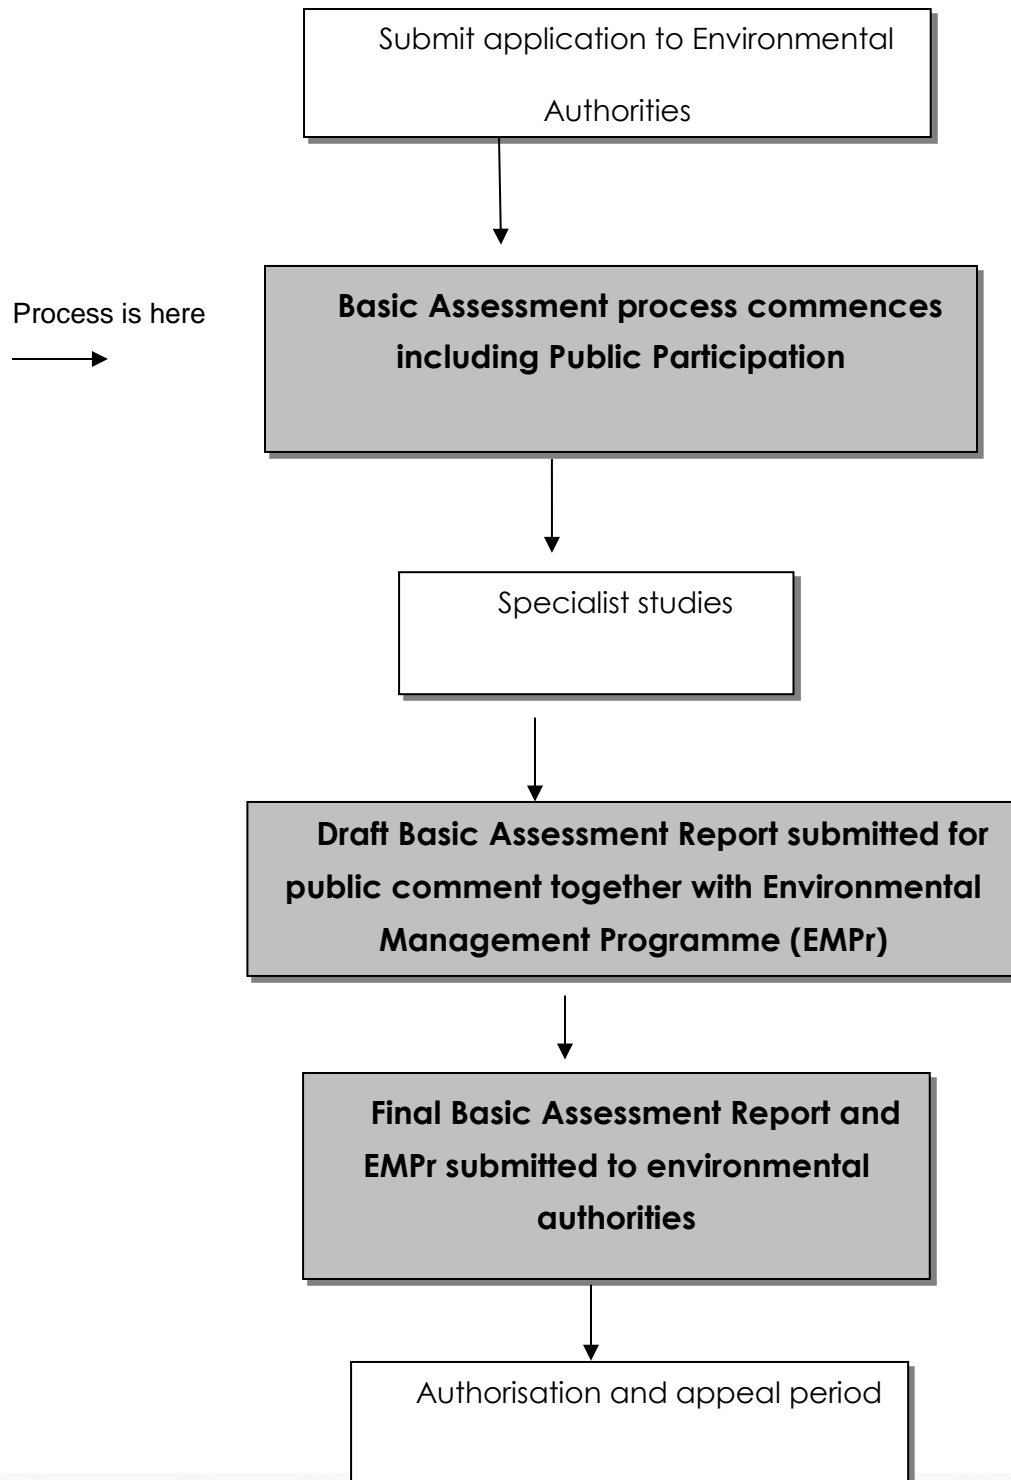 Submit application to Environmental
Authorities
Process is here
Basic Assessment process commences
including Public Participation
Specialist studies
Draft Basic Assessment Report submitted for
public comment together with Environmental
Management Programme (EMPr)
Final Basic Assessment Report and
EMPr submitted to environmental
authorities
Authorisation and appeal period